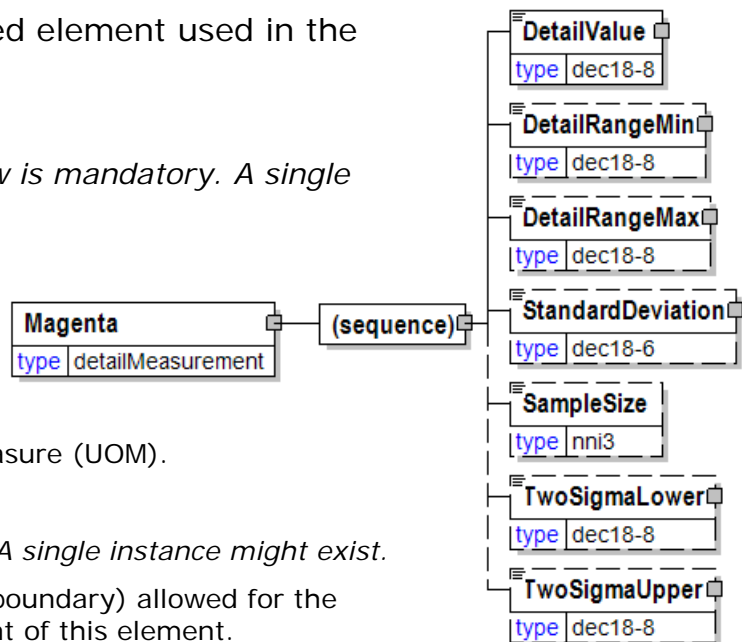 ed element used in the
w is mandatory. A single
asure (UOM).
A single instance might exist.
boundary) allowed for the
nt of this element.
Magenta
type detailMeasurement
(sequence)
DetailValue
type dec18-8
DetailRangeMin
type dec18-8
DetailRangeMax
type dec18-8
StandardDeviation
type dec18-6
SampleSize
type nni3
TwoSigmaLower
type dec18-8
TwoSigmaUpper
type dec18-8